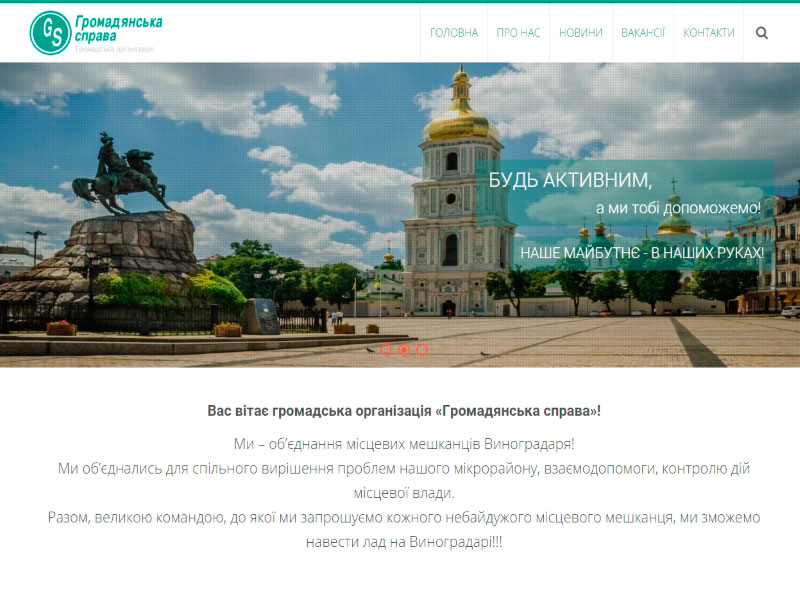 GS
Громадянська
справа
Громадська організація
ГОЛОВНА ПРО НАС НОВИНИ ВАКАНСІЇ КОНТАКТИ
БУДЬ АКТИВНИМ,
а ми тобі допоможемо!
НАШЕ МАЙБУТНЄ - В НАШИХ РУКАХ!
Вас вітає громадська організація «Громадянська справа»!
Ми – об’єднання місцевих мешканців Виноградаря!
Ми об’єднались для спільного вирішення проблем нашого мікрорайону, взаємодопомоги, контролю дій
місцевої влади.
Разом, великою командою, до якої ми запрошуємо кожного небайдужого місцевого мешканця, ми зможемо
навести лад на Виноградарі!!!